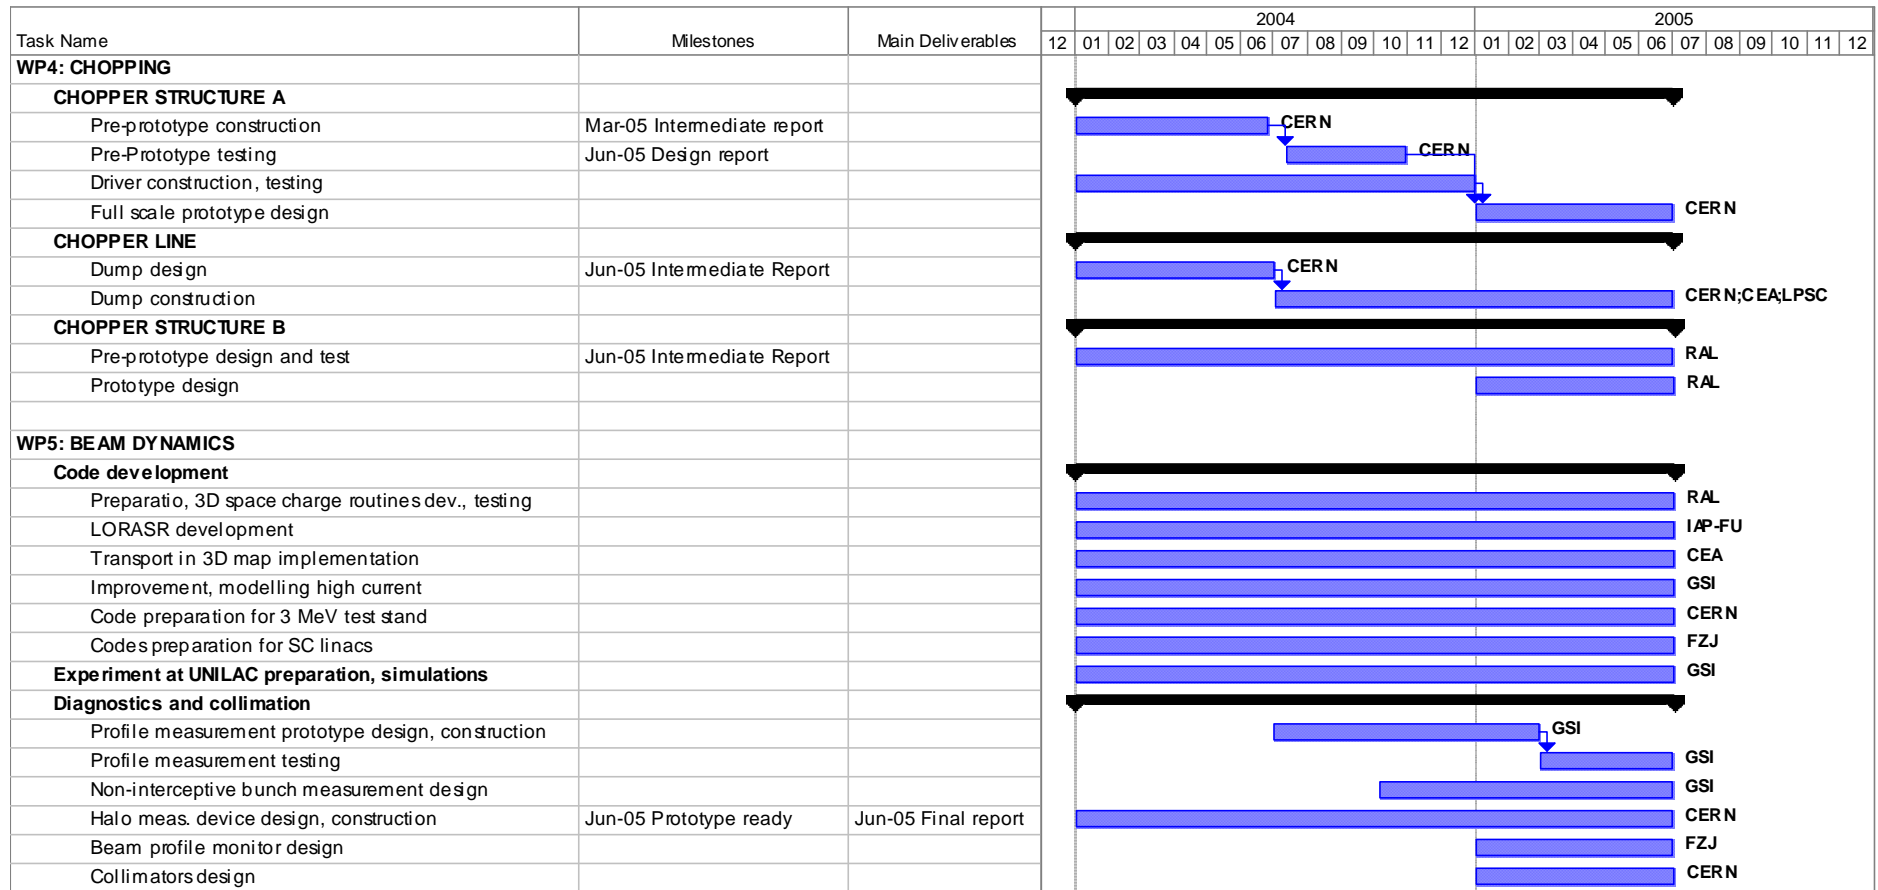 2004 2005
Task Name Milestones Main Deliverables 12 01 02 03 04 05 06 07 08 09 10 11 12 01 02 03 04 05 06 07 08 09 10 11 12
WP4: CHOPPING
CHOPPER STRUCTURE A
Pre-prototype construction Mar-05 Intermediate report CERN
Pre-Prototype testing Jun-05 Design report CERN
Driver construction, testing
Full scale prototype design CERN
CHOPPER LINE
Dump design Jun-05 Intermediate Report CERN
Dump construction CERN;CEA;LPSC
CHOPPER STRUCTURE B
Pre-prototype design and test Jun-05 Intermediate Report RAL
Prototype design RAL
WP5: BEAM DYNAMICS
Code development
Preparatio, 3D space charge routines dev., testing RAL
LORASR development IAP-FU
Transport in 3D map implementation CEA
Improvement, modelling high current GSI
Code preparation for 3 MeV test stand CERN
Codes preparation for SC linacs FZJ
Experiment at UNILAC preparation, simulations GSI
Diagnostics and collimation
Profile measurement prototype design, construction GSI
Profile measurement testing GSI
Non-interceptive bunch measurement design GSI
Halo meas. device design, construction Jun-05 Prototype ready Jun-05 Final report CERN
Beam profile monitor design FZJ
Collimators design CERN